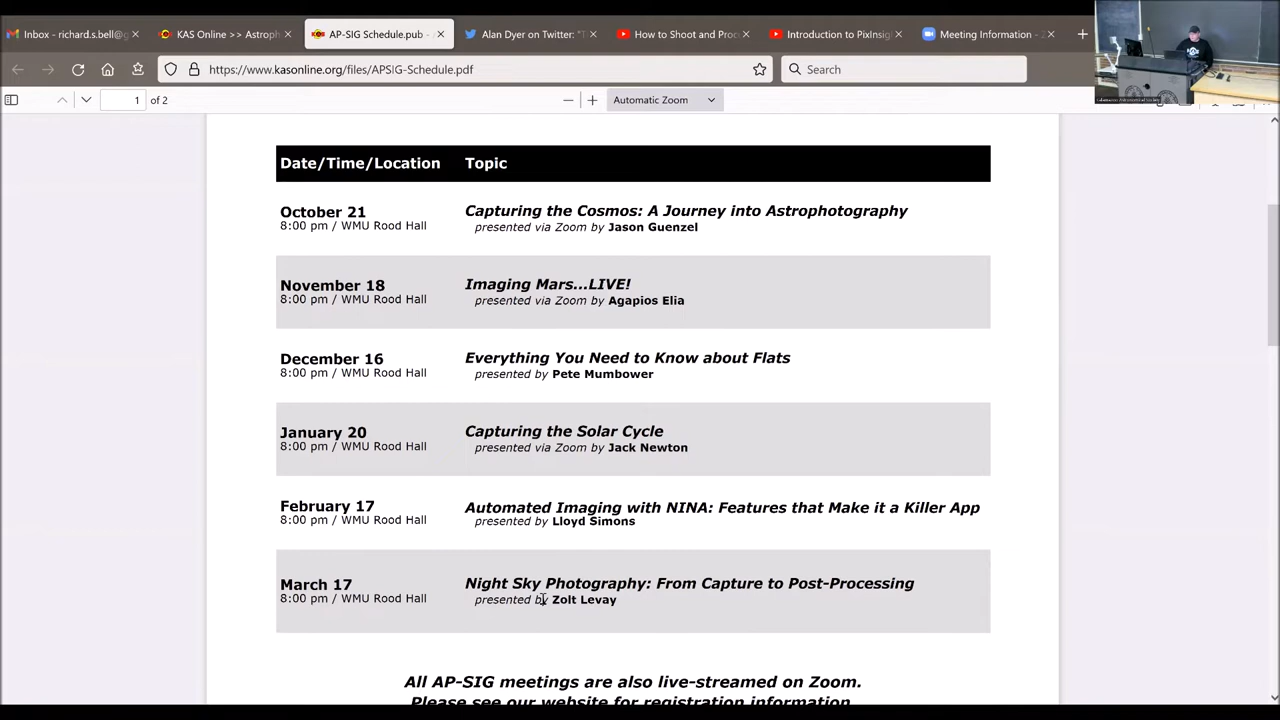 Inbox - richard.s.bell@g
KAS Online >> Astroph
AP-SIG Schedule.pub - A
Alan Dyer on Twitter: "T
How to Shoot and Proc
Introduction to PixInsig
Meeting Information - Z
https://www.kasonline.org/files/APSIG-Schedule.pdf
Search
1 of 2
Automatic Zoom
Date/Time/Location Topic
October 21 Capturing the Cosmos: A Journey into Astrophotography
8:00 pm / WMU Rood Hall presented via Zoom by Jason Guenzel
November 18 Imaging Mars...LIVE!
8:00 pm / WMU Rood Hall presented via Zoom by Agapios Elia
December 16 Everything You Need to Know about Flats
8:00 pm / WMU Rood Hall presented by Pete Mumbower
January 20 Capturing the Solar Cycle
8:00 pm / WMU Rood Hall presented via Zoom by Jack Newton
February 17 Automated Imaging with NINA: Features that Make it a Killer App
8:00 pm / WMU Rood Hall presented by Lloyd Simons
March 17 Night Sky Photography: From Capture to Post-Processing
8:00 pm / WMU Rood Hall presented by Zolt Levay
All AP-SIG meetings are also live-streamed on Zoom.
Please see our website for registration information.